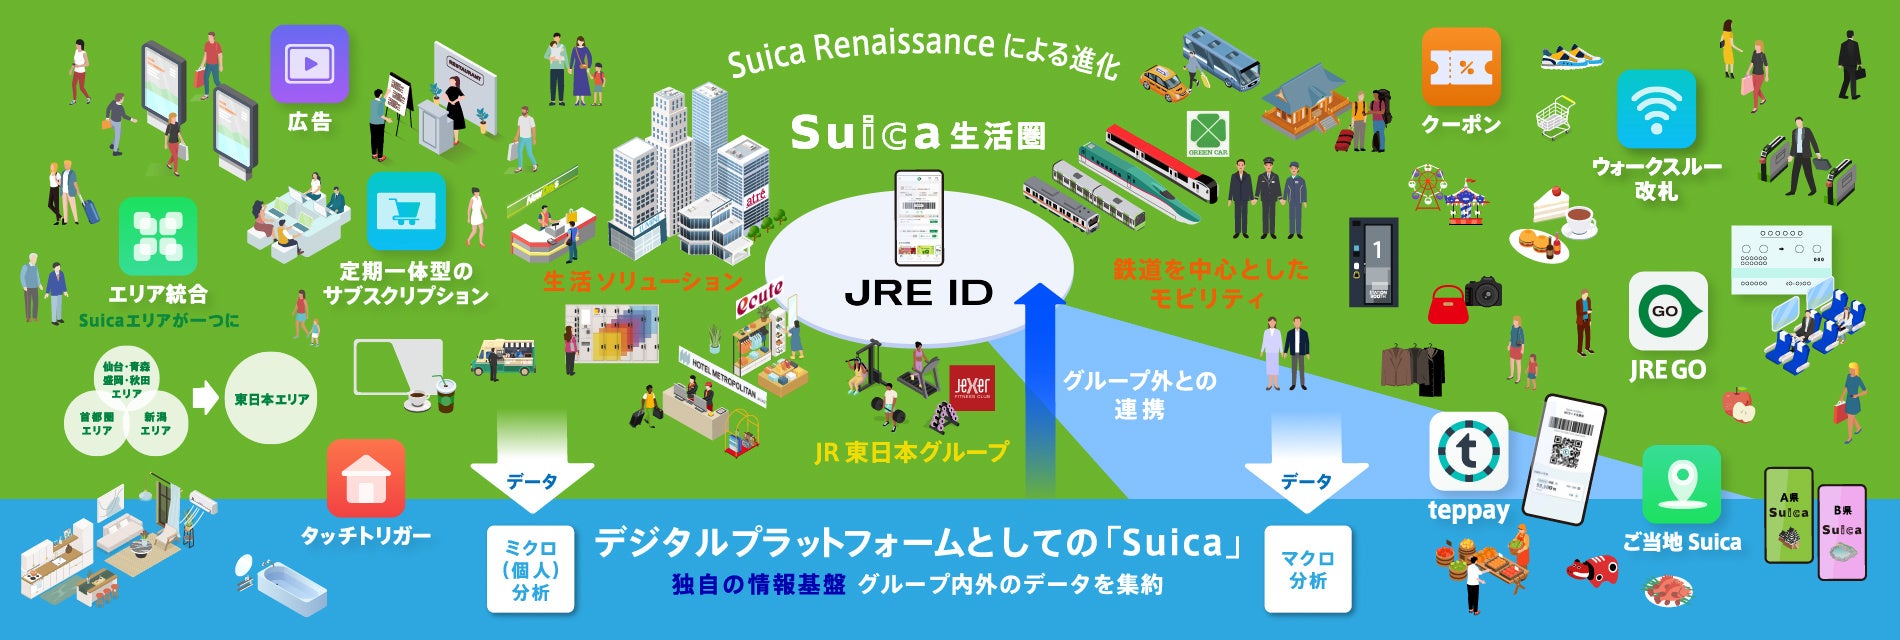 Suica Renaissance による進化
Suica 生活圏
JRE ID
広告
RESTAURANT
エリア統合
Suicaエリアが一つに
仙台・青森
盛岡・秋田
エリア
首都圏
エリア
新潟
エリア
東日本エリア
定期一体型の
サブスクリプション
NewDays
生活ソリューション
atré
ecute
HOTEL METROPOLITAN
JEXER
FITNESS CLUB
JR 東日本グループ
GREEN CAR
鉄道を中心とした
モビリティ
グループ外との
連携
クーポン
ウォークスルー
改札
1
STATION
BOOTH
GO
JRE GO
t
teppay
ご当地 Suica
A県
Suica
B県
Suica
タッチトリガー
データ
ミクロ
(個人)
分析
データ
マクロ
分析
デジタルプラットフォームとしての「Suica」
独自の情報基盤 グループ内外のデータを集約